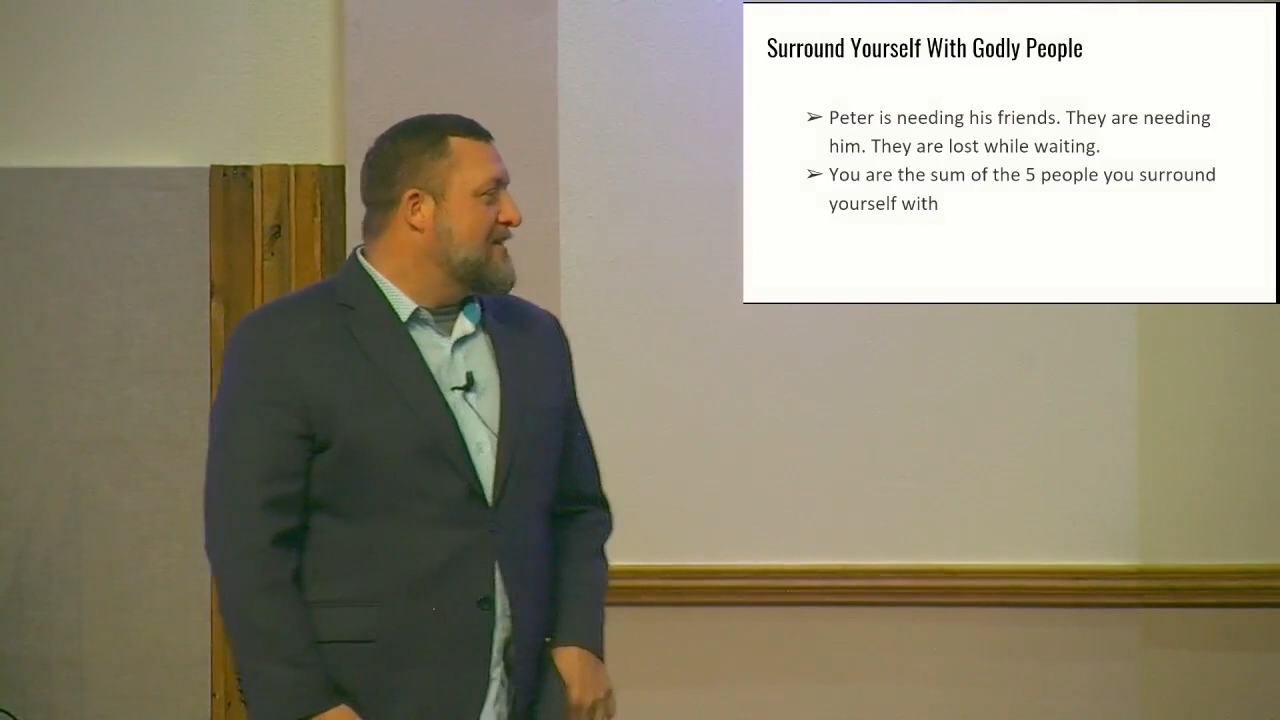 Surround Yourself With Godly People
➢ Peter is needing his friends. They are needing
him. They are lost while waiting.
➢ You are the sum of the 5 people you surround
yourself with